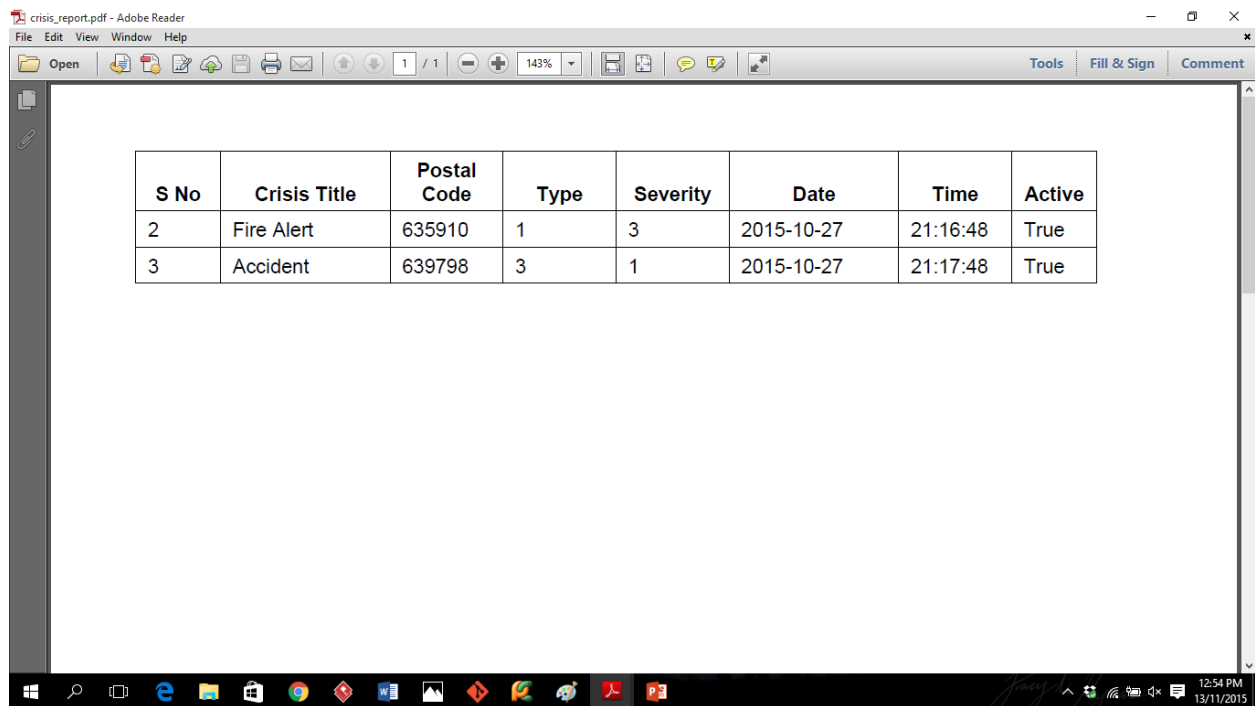 crisis_report.pdf - Adobe Reader
File Edit View Window Help
Open 1 / 1 143% Tools Fill & Sign Comment
S No Crisis Title Postal Code Type Severity Date Time Active
2 Fire Alert 635910 1 3 2015-10-27 21:16:48 True
3 Accident 639798 3 1 2015-10-27 21:17:48 True
12:54 PM
13/11/2015